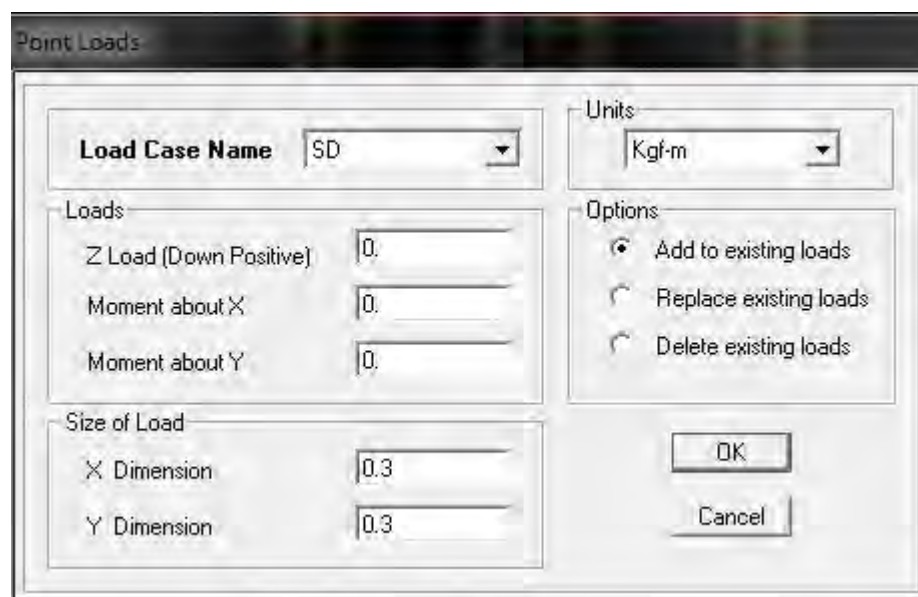 Point Loads
Load Case Name SD
Units
Kgf-m
Loads
Z Load (Down Positive) 0.
Moment about X 0.
Moment about Y 0.
Options
Add to existing loads
Replace existing loads
Delete existing loads
Size of Load
X Dimension 0.3
Y Dimension 0.3
OK
Cancel